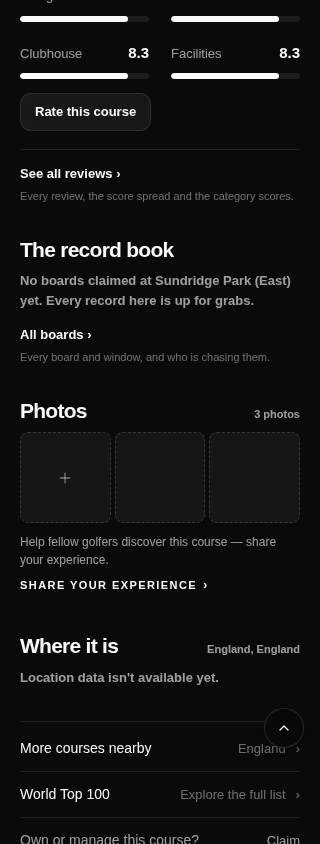 Clubhouse 8.3 Facilities 8.3
Rate this course
See all reviews ›
Every review, the score spread and the category scores.
The record book
No boards claimed at Sundridge Park (East)
yet. Every record here is up for grabs.
All boards ›
Every board and window, and who is chasing them.
Photos 3 photos
+
Help fellow golfers discover this course — share
your experience.
SHARE YOUR EXPERIENCE ›
Where it is England, England
Location data isn't available yet.
More courses nearby England ›
World Top 100 Explore the full list ›
Own or manage this course? Claim